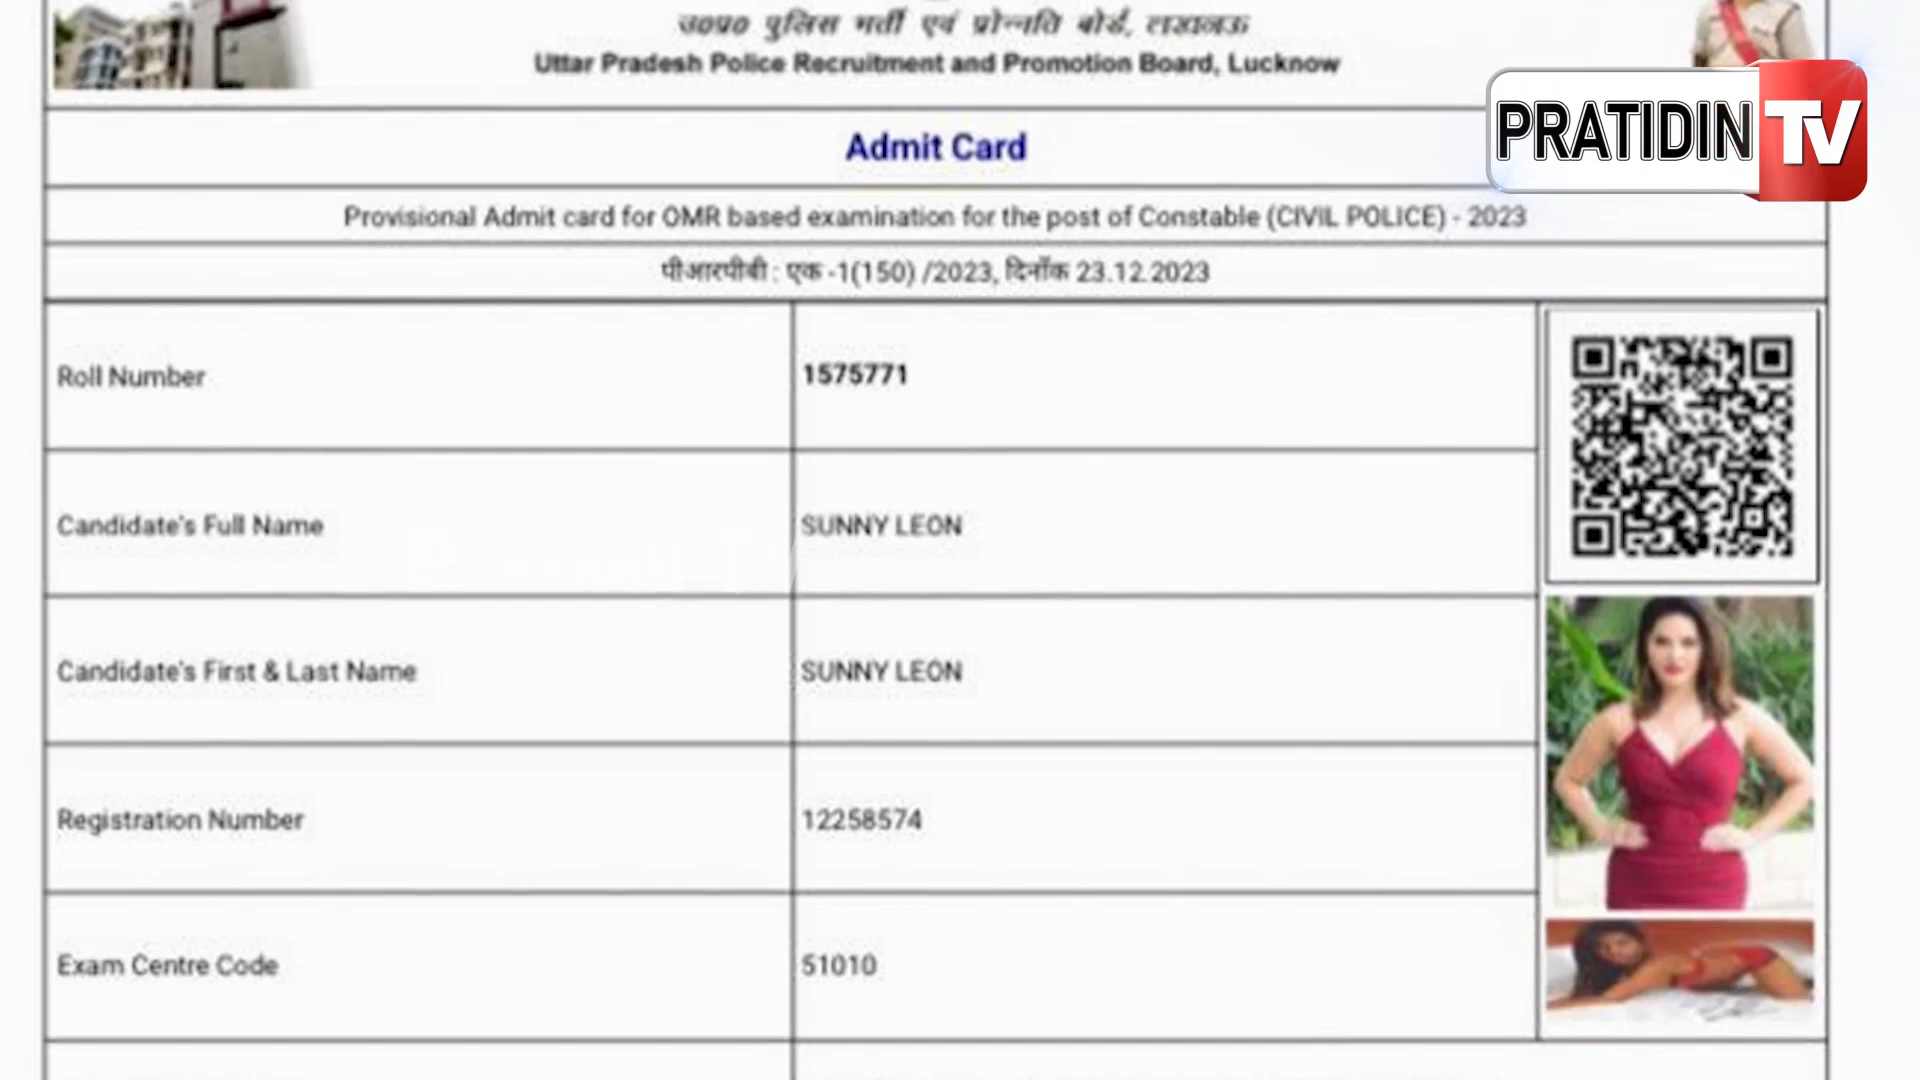 उ०प्र० पुलिस भर्ती एवं प्रोन्नति बोर्ड, लखनऊ
Uttar Pradesh Police Recruitment and Promotion Board, Lucknow
PRATIDIN TV
Admit Card
Provisional Admit card for OMR based examination for the post of Constable (CIVIL POLICE) - 2023
पीआरपीबी : एक -1(150) /2023, दिनाँक 23.12.2023
Roll Number 1575771
Candidate's Full Name SUNNY LEON
Candidate's First & Last Name SUNNY LEON
Registration Number 12258574
Exam Centre Code 51010